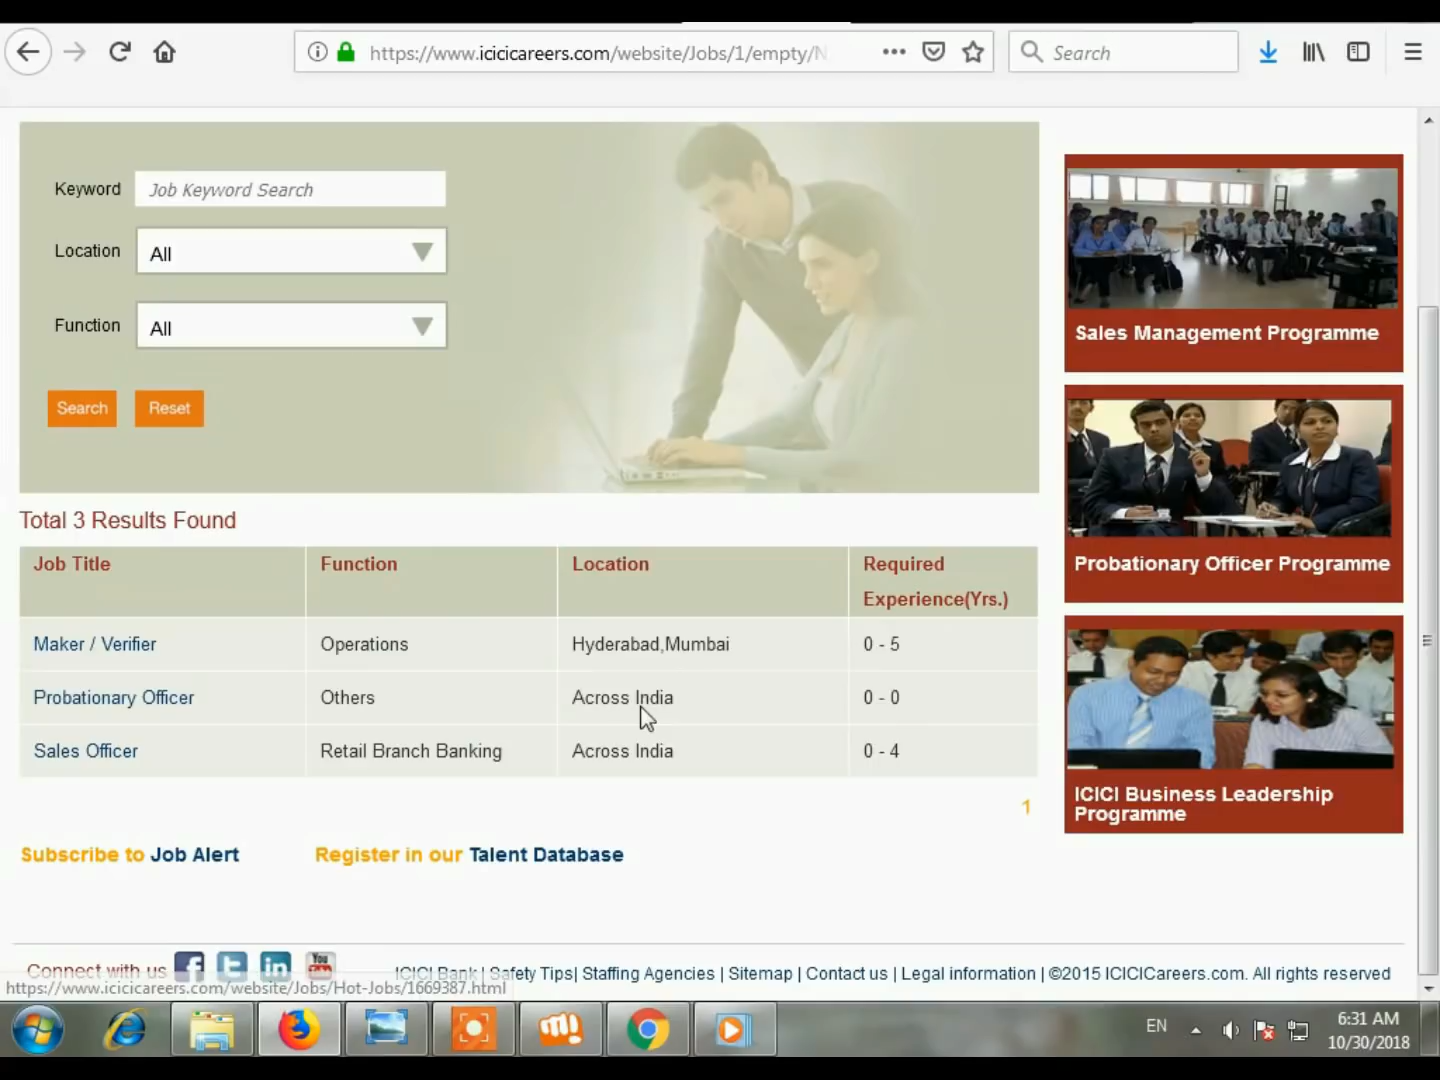 https://www.icicicareers.com/website/Jobs/1/empty/N
Search
Keyword
Job Keyword Search
Location
All
Function
All
Search
Reset
Total 3 Results Found
Job Title
Function
Location
Required Experience(Yrs.)
Maker / Verifier
Operations
Hyderabad,Mumbai
0 - 5
Probationary Officer
Others
Across India
0 - 0
Sales Officer
Retail Branch Banking
Across India
0 - 4
1
Subscribe to Job Alert
Register in our Talent Database
Sales Management Programme
Probationary Officer Programme
ICICI Business Leadership
Programme
Connect with us
You
ICICI Bank | Safety Tips| Staffing Agencies | Sitemap | Contact us | Legal information | ©2015 ICICICareers.com. All rights reserved
https://www.icicicareers.com/website/Jobs/Hot-Jobs/1669387.html
EN
6:31 AM
10/30/2018